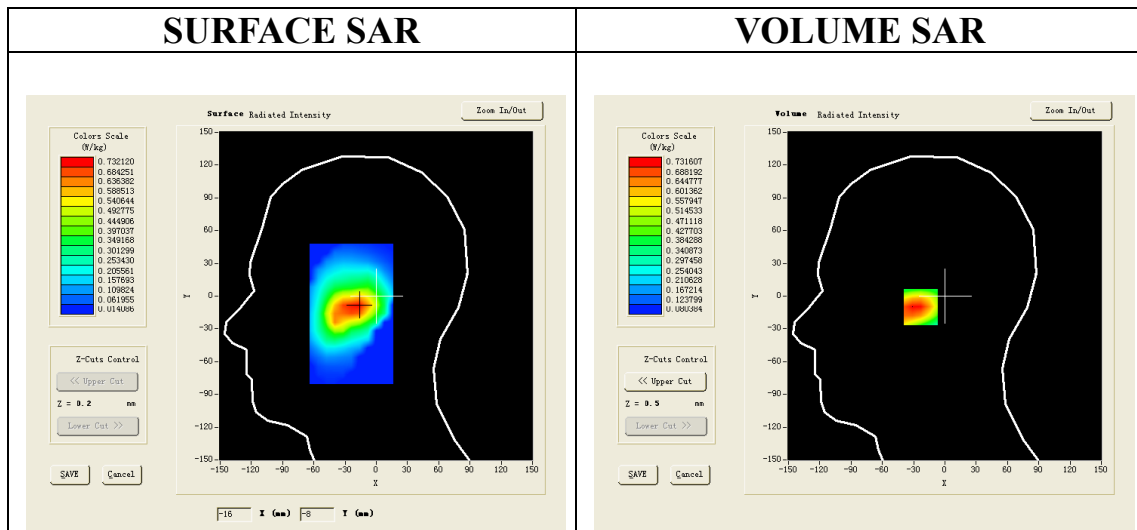 SURFACE SAR
VOLUME SAR
Surface Radiated Intensity
Zoom In/Out
Colors Scale
(W/kg)
0.732120
0.684251
0.636382
0.588513
0.540644
0.492775
0.444906
0.397037
0.349168
0.301299
0.253430
0.205561
0.157693
0.109824
0.061955
0.014086
150
120
90
60
30
0
-30
-60
-90
-120
-150
Y
-150 -120 -90 -60 -30 0 30 60 90 120 150
X
Z-Cuts Control
<< Upper Cut
Z = 0.2 mm
Lower Cut >>
SAVE Cancel
-16 X (mm) -8 Y (mm)
Volume Radiated Intensity
Zoom In/Out
Colors Scale
(W/kg)
0.731607
0.688192
0.644777
0.601362
0.557947
0.514533
0.471118
0.427703
0.384288
0.340873
0.297458
0.254043
0.210628
0.167214
0.123799
0.080384
150
120
90
60
30
0
-30
-60
-90
-120
-150
Y
-150 -120 -90 -60 -30 0 30 60 90 120 150
X
Z-Cuts Control
<< Upper Cut
Z = 0.5 mm
Lower Cut >>
SAVE Cancel